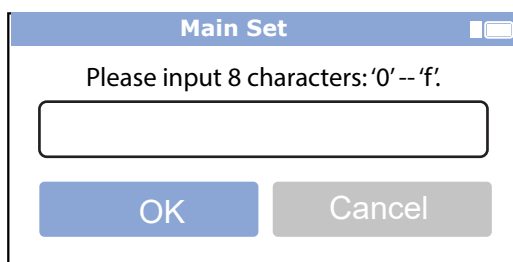 Main Set
Please input 8 characters: ‘0’ -- ‘f’.
OK
Cancel